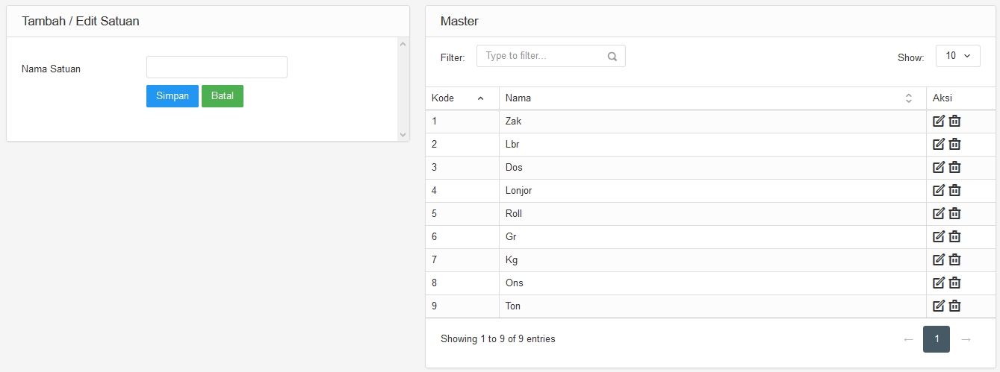 Tambah / Edit Satuan
Nama Satuan
Simpan Batal
Master
Filter: Type to filter... Show: 10
Kode Nama Aksi
1 Zak
2 Lbr
3 Dos
4 Lonjor
5 Roll
6 Gr
7 Kg
8 Ons
9 Ton
Showing 1 to 9 of 9 entries ← 1 →